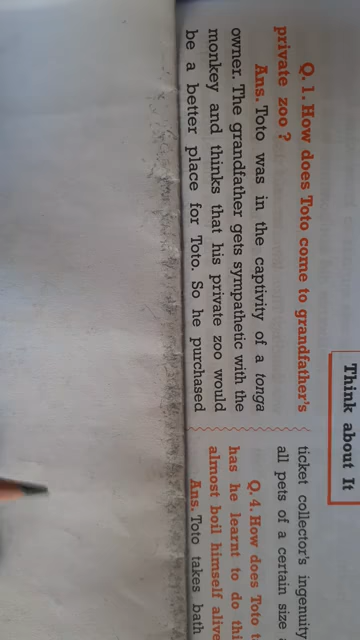 Think about It
Q. 1. How does Toto come to grandfather's
private zoo ?
Ans. Toto was in the captivity of a tonga
owner. The grandfather gets sympathetic with the
monkey and thinks that his private zoo would
be a better place for Toto. So he purchased
ticket collector's ingenuity
all pets of a certain size
Q. 4. How does Toto
has he learnt to do
almost boil himself alive
Ans. Toto takes bath